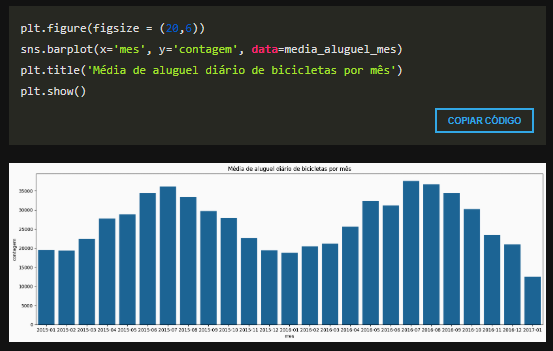 plt.figure(figsize = (20,6))
sns.barplot(x='mes', y='contagem', data=media_aluguel_mes)
plt.title('Média de aluguel diário de bicicletas por mês')
plt.show()
COPIAR CÓDIGO
Média de aluguel diário de bicicletas por mês
35000
30000
25000
20000
15000
10000
5000
0
contagem
2015-01 2015-02 2015-03 2015-04 2015-05 2015-06 2015-07 2015-08 2015-09 2015-10 2015-11 2015-12 2016-01 2016-02 2016-03 2016-04 2016-05 2016-06 2016-07 2016-08 2016-09 2016-10 2016-11 2016-12 2017-01
mes